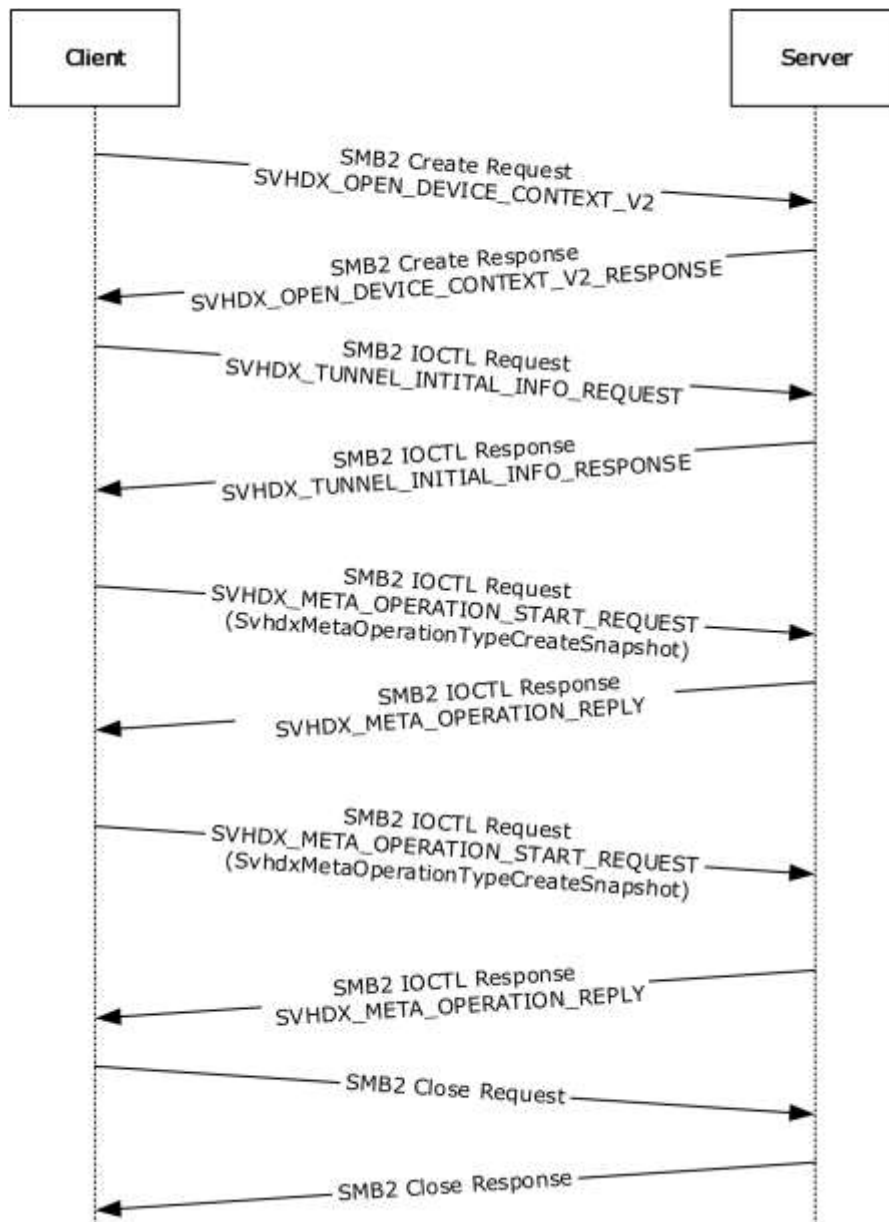 Client
Server
SMB2 Create Request
SVHDX_OPEN_DEVICE_CONTEXT_V2
SMB2 Create Response
SVHDX_OPEN_DEVICE_CONTEXT_V2_RESPONSE
SMB2 IOCTL Request
SVHDX_TUNNEL_INTITAL_INFO_REQUEST
SMB2 IOCTL Response
SVHDX_TUNNEL_INITIAL_INFO_RESPONSE
SMB2 IOCTL Request
SVHDX_META_OPERATION_START_REQUEST
(SvhdxMetaOperationTypeCreateSnapshot)
SMB2 IOCTL Response
SVHDX_META_OPERATION_REPLY
SMB2 IOCTL Request
SVHDX_META_OPERATION_START_REQUEST
(SvhdxMetaOperationTypeCreateSnapshot)
SMB2 IOCTL Response
SVHDX_META_OPERATION_REPLY
SMB2 Close Request
SMB2 Close Response